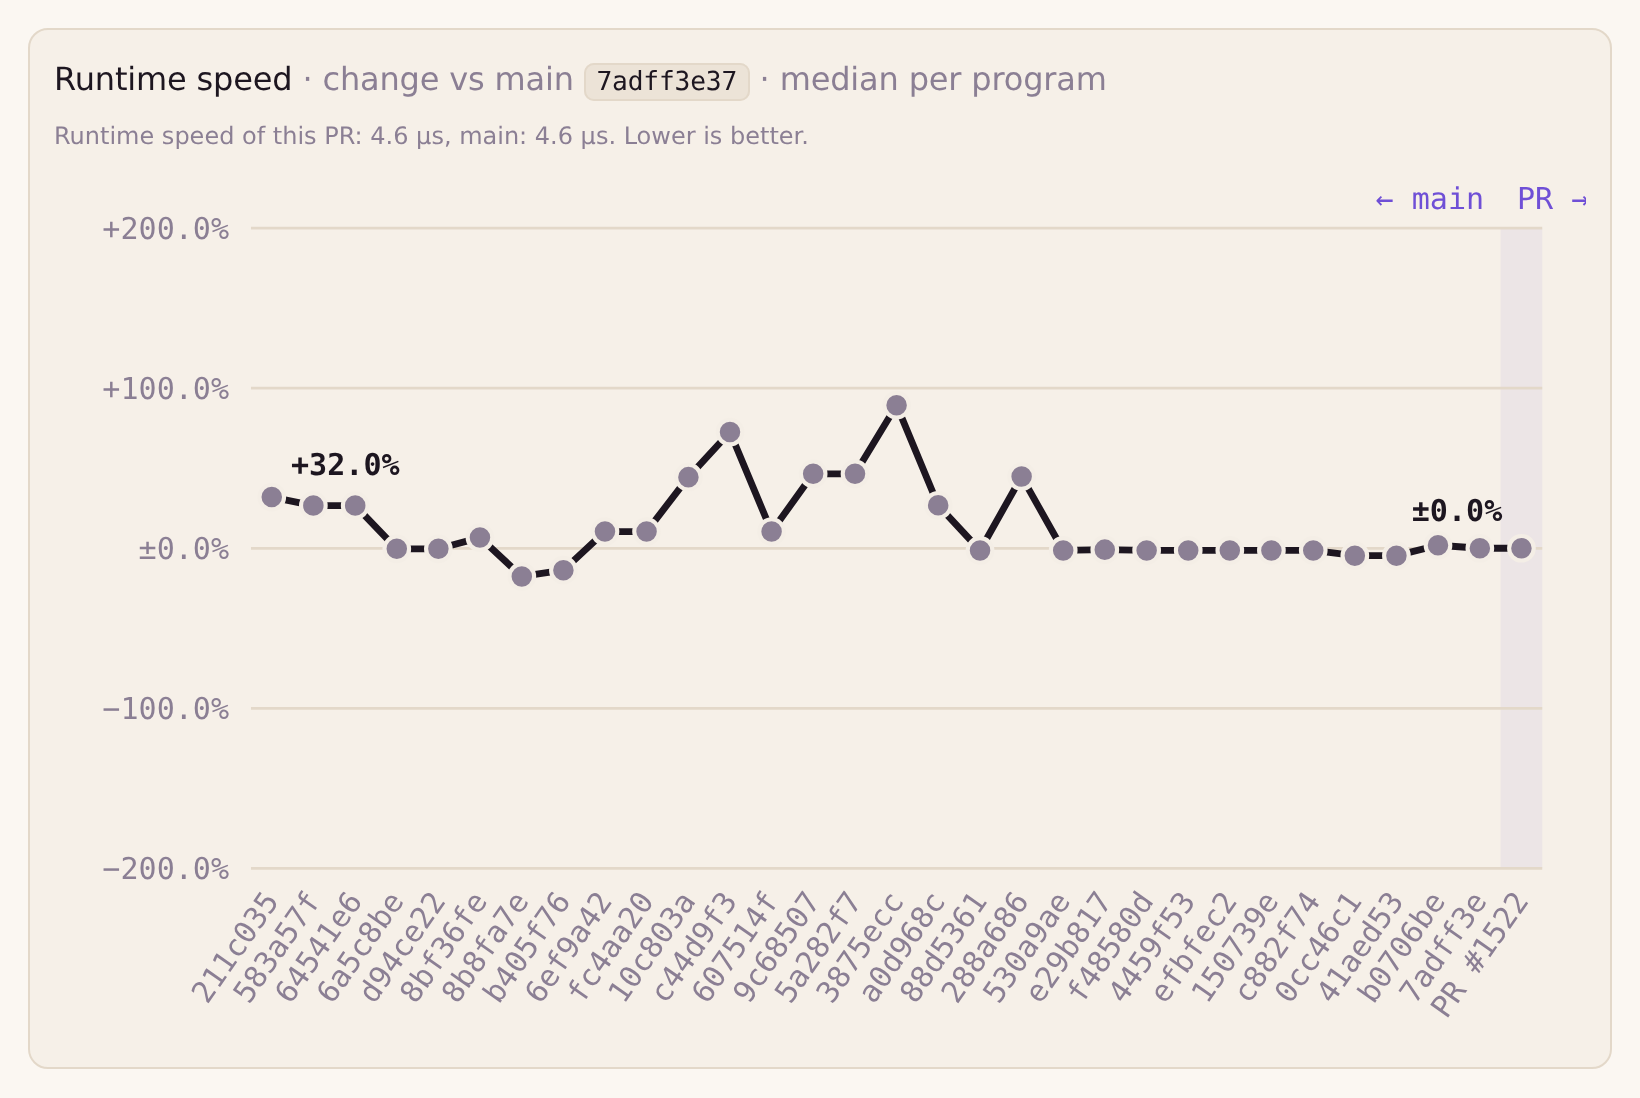 Runtime speed · change vs main 7adff3e37 · median per program
Runtime speed of this PR: 4.6 µs, main: 4.6 µs. Lower is better.
← main PR →
+200.0%
+100.0%
+32.0%
±0.0%
±0.0%
−100.0%
−200.0%
211c035
583a57f
64541e6
6a5c8be
d94ce22
8bf36fe
8b8fa7e
b405f76
6ef9a42
fc4aa20
10c803a
c44d9f3
607514f
9c68507
5a282f7
3875ecc
a0d968c
88d5361
288a686
530a9ae
e29b817
f48580d
4459f53
efbfec2
150739e
c882f74
0cc46c1
41aed53
b0706be
7adff3e
PR #1522